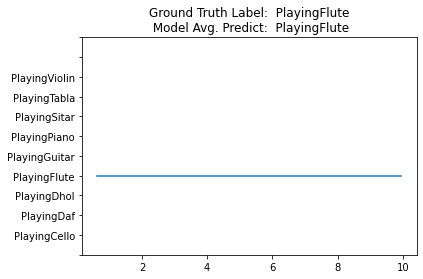 Ground Truth Label:  PlayingFlute
Model Avg. Predict:  PlayingFlute
PlayingViolin
PlayingTabla
PlayingSitar
PlayingPiano
PlayingGuitar
PlayingFlute
PlayingDhol
PlayingDaf
PlayingCello
2 4 6 8 10